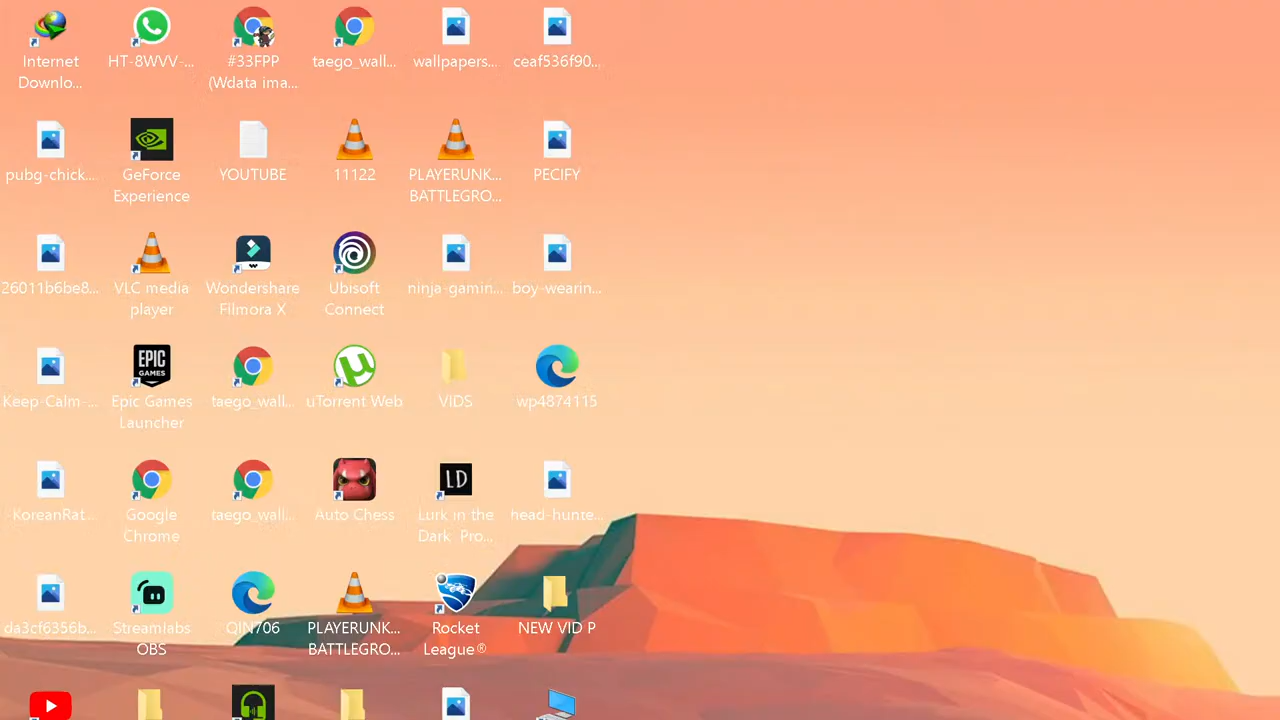 Internet
Downlo...
HT-8WVV-...
#33FPP
(Wdata ima...
taego_wall...
wallpapers...
ceaf536f90...
pubg-chick...
GeForce
Experience
YOUTUBE
11122
PLAYERUNK...
BATTLEGRO...
PECIFY
26011b6be8...
VLC media
player
Wondershare
Filmora X
Ubisoft
Connect
ninja-gamin...
boy-wearin...
EPIC
GAMES
Keep-Calm-...
Epic Games
Launcher
taego_wall...
uTorrent Web
VIDS
wp4874115
LD
-KoreanRat...
Google
Chrome
taego_wall...
Auto Chess
Lurk in the
Dark Pro...
head-hunte...
da3cf6356b...
Streamlabs
OBS
QIN706
PLAYERUNK...
BATTLEGRO...
Rocket
League®
NEW VID P